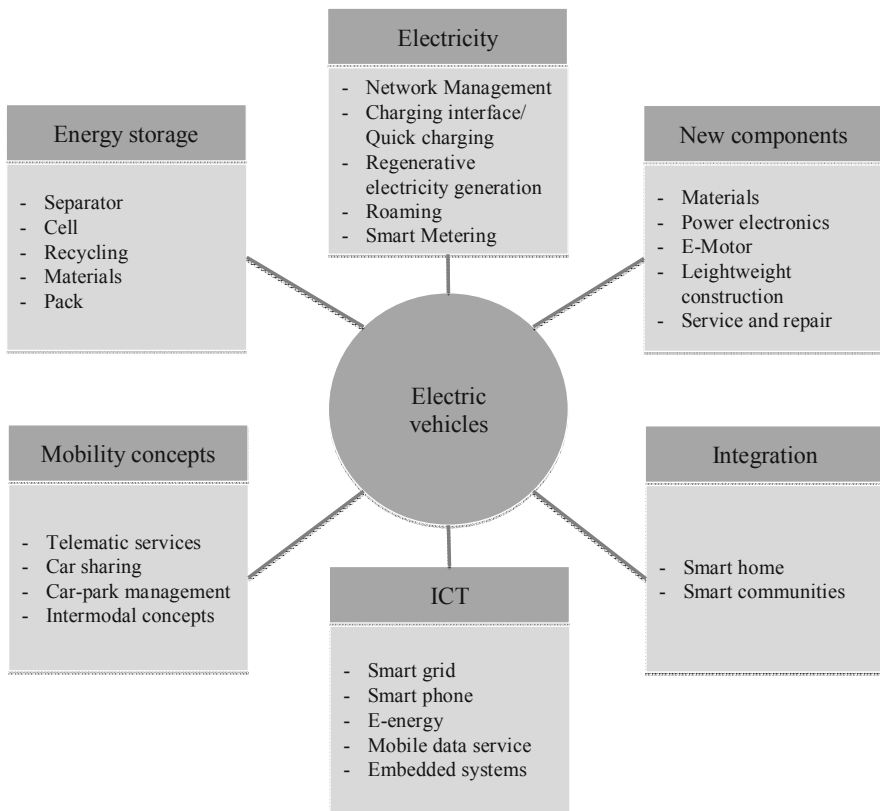 Electricity
- Network Management
- Charging interface/
Quick charging
- Regenerative
electricity generation
- Roaming
- Smart Metering
Energy storage
- Separator
- Cell
- Recycling
- Materials
- Pack
New components
- Materials
- Power electronics
- E-Motor
- Leightweight
construction
- Service and repair
Electric
vehicles
Mobility concepts
- Telematic services
- Car sharing
- Car-park management
- Intermodal concepts
ICT
- Smart grid
- Smart phone
- E-energy
- Mobile data service
- Embedded systems
Integration
- Smart home
- Smart communities